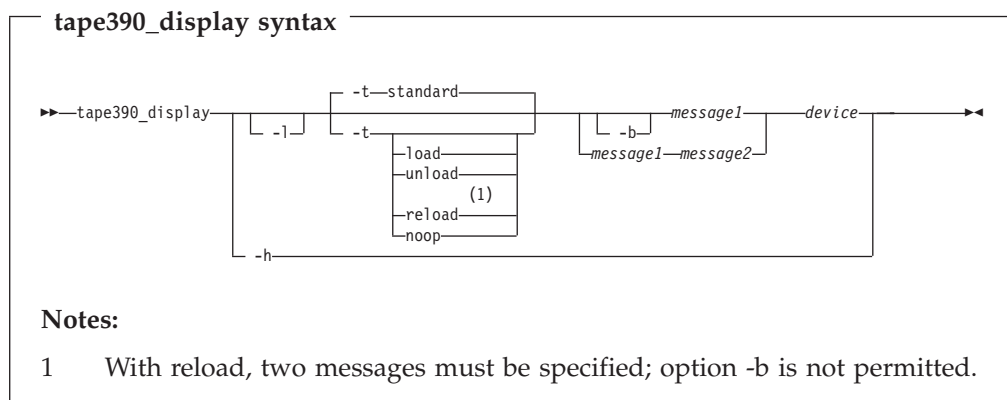 tape390_display syntax
-t standard
tape390_display -l -t -b message1 device
load message1 message2
unload
(1)
reload
noop
-h
Notes:
1 With reload, two messages must be specified; option -b is not permitted.